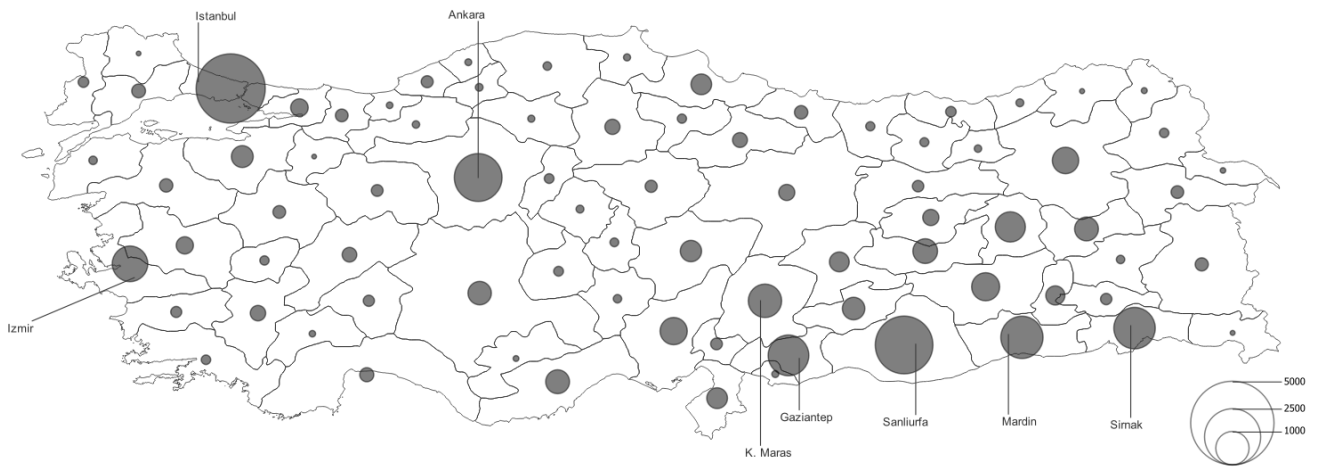 Istanbul
Ankara
Izmir
Gaziantep
Sanliurfa
Mardin
Sirnak
K. Maras
5000
2500
1000